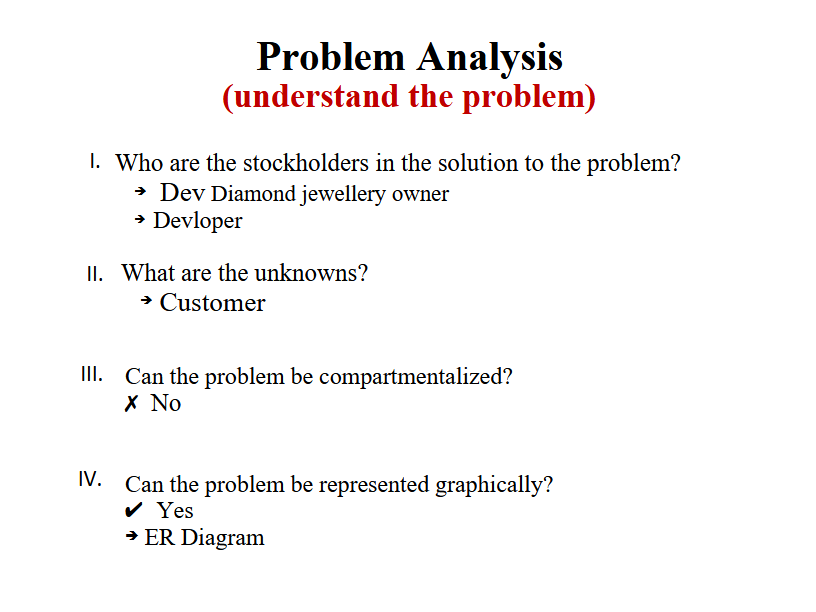 Problem Analysis
(understand the problem)
I. Who are the stockholders in the solution to the problem?
➔ Dev Diamond jewellery owner
➔ Devloper
II. What are the unknowns?
➔ Customer
III. Can the problem be compartmentalized?
✗ No
IV. Can the problem be represented graphically?
✔ Yes
➔ ER Diagram